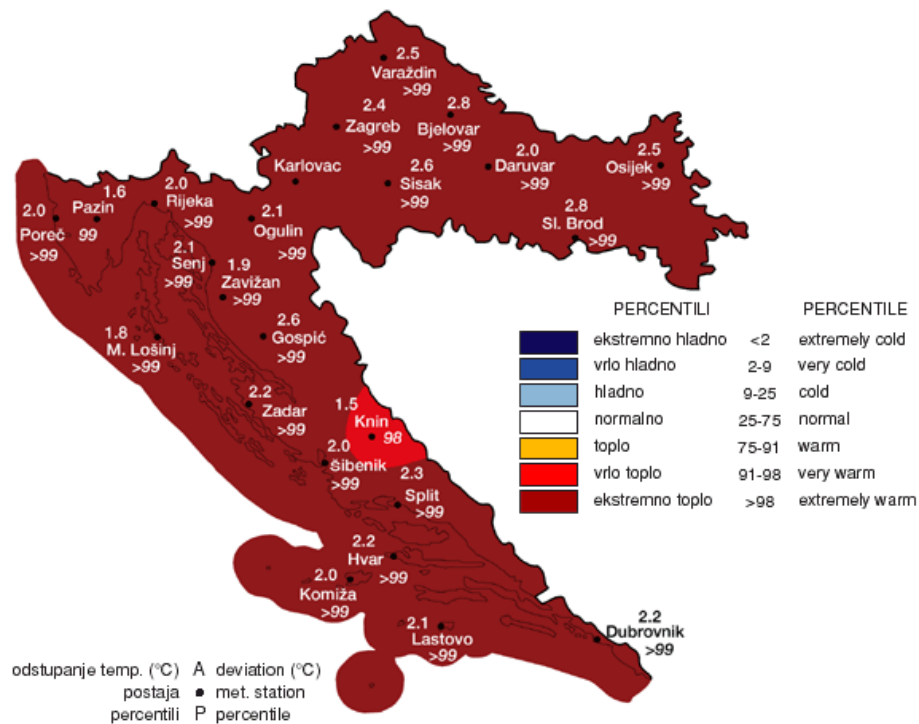 2.5
Varaždin
>99
2.4
Zagreb
>99
2.8
Bjelovar
>99
2.0
Daruvar
>99
2.5
Osijek
>99
Karlovac
2.6
Sisak
>99
2.8
Sl. Brod
>99
2.0
Poreč
>99
1.6
Pazin
99
2.0
Rijeka
>99
2.1
Ogulin
>99
2.1
Senj
>99
1.9
Zavižan
>99
2.6
Gospić
>99
1.8
M. Lošinj
>99
2.2
Zadar
>99
1.5
Knin
98
2.0
Šibenik
>99
2.3
Split
>99
2.2
Hvar
>99
2.0
Komiža
>99
2.1
Lastovo
>99
2.2
Dubrovnik
>99
PERCENTILI PERCENTILE
ekstremno hladno <2 extremely cold
vrlo hladno 2-9 very cold
hladno 9-25 cold
normalno 25-75 normal
toplo 75-91 warm
vrlo toplo 91-98 very warm
ekstremno toplo >98 extremely warm
odstupanje temp. (°C) A deviation (°C)
postaja met. station
percentili P percentile